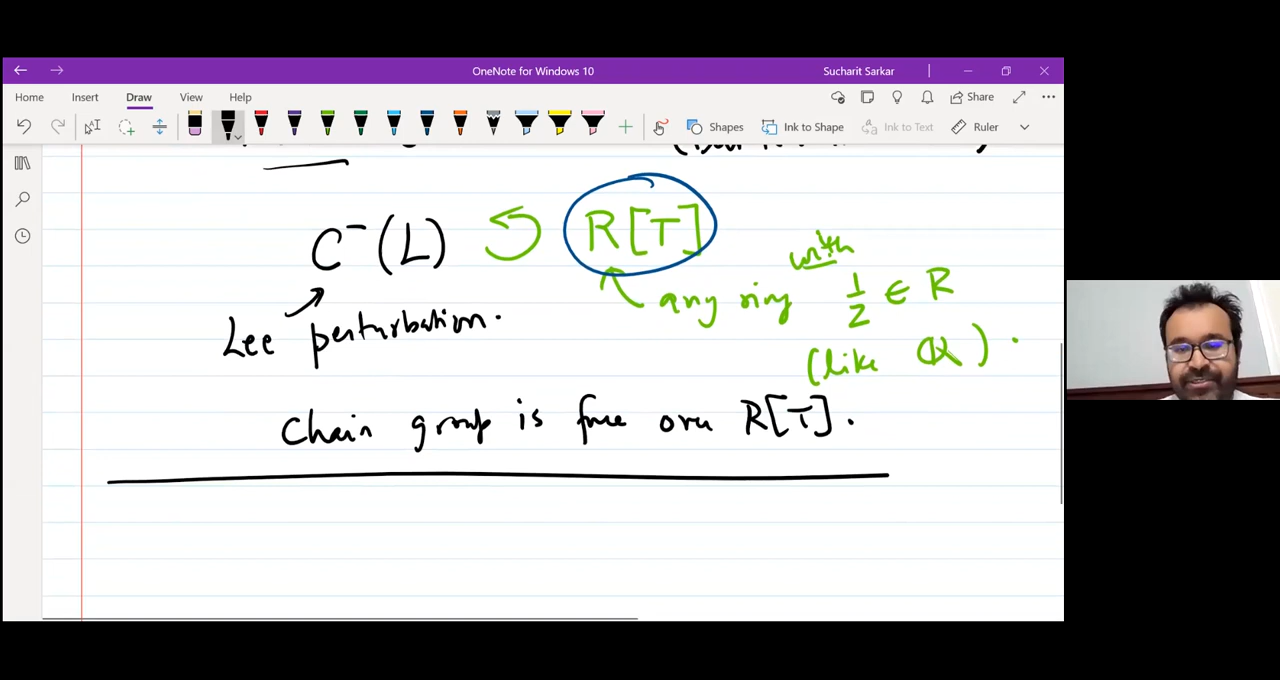 OneNote for Windows 10
Sucharit Sarkar
Home Insert Draw View Help
Share
Shapes
Ink to Shape
Ink to Text
Ruler
C⁻(L) R[T]
with
any ring 1/2 ∈ R
Lee perturbation.
(like Q).
Chain group is free over R[T].